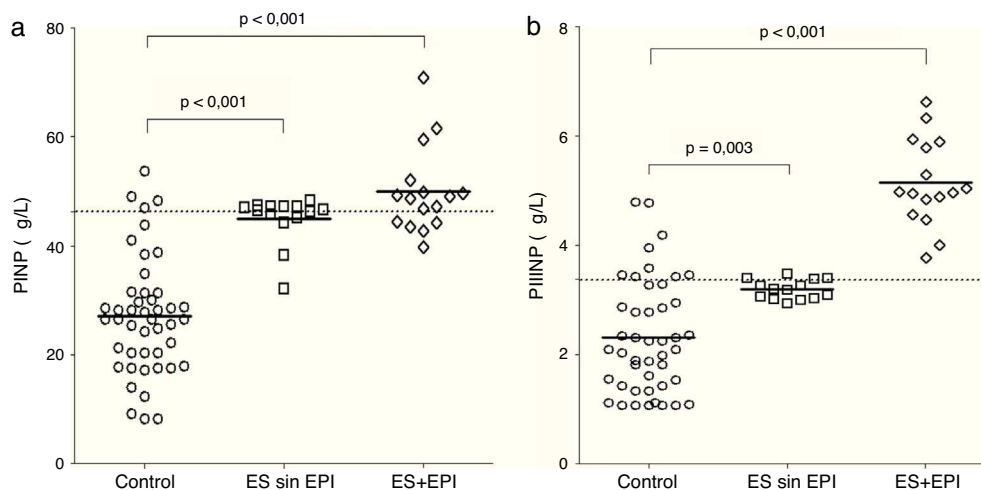 a
80
60
40
20
0
PINP ( g/L)
p < 0,001
p < 0,001
Control
ES sin EPI
ES+EPI
b
8
6
4
2
0
PIIINP ( g/L)
p < 0,001
p = 0,003
Control
ES sin EPI
ES+EPI